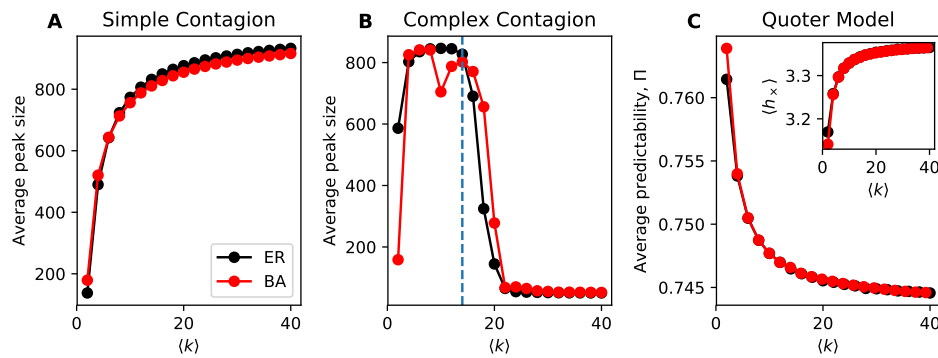 A Simple Contagion
Average peak size
800
600
400
200
0
20
40
⟨k⟩
ER
BA
B Complex Contagion
Average peak size
800
600
400
200
0
20
40
⟨k⟩
C Quoter Model
Average predictability, Π
0.760
0.755
0.750
0.745
0
20
40
⟨k⟩
⟨h×⟩
3.3
3.2
0
20
40
⟨k⟩